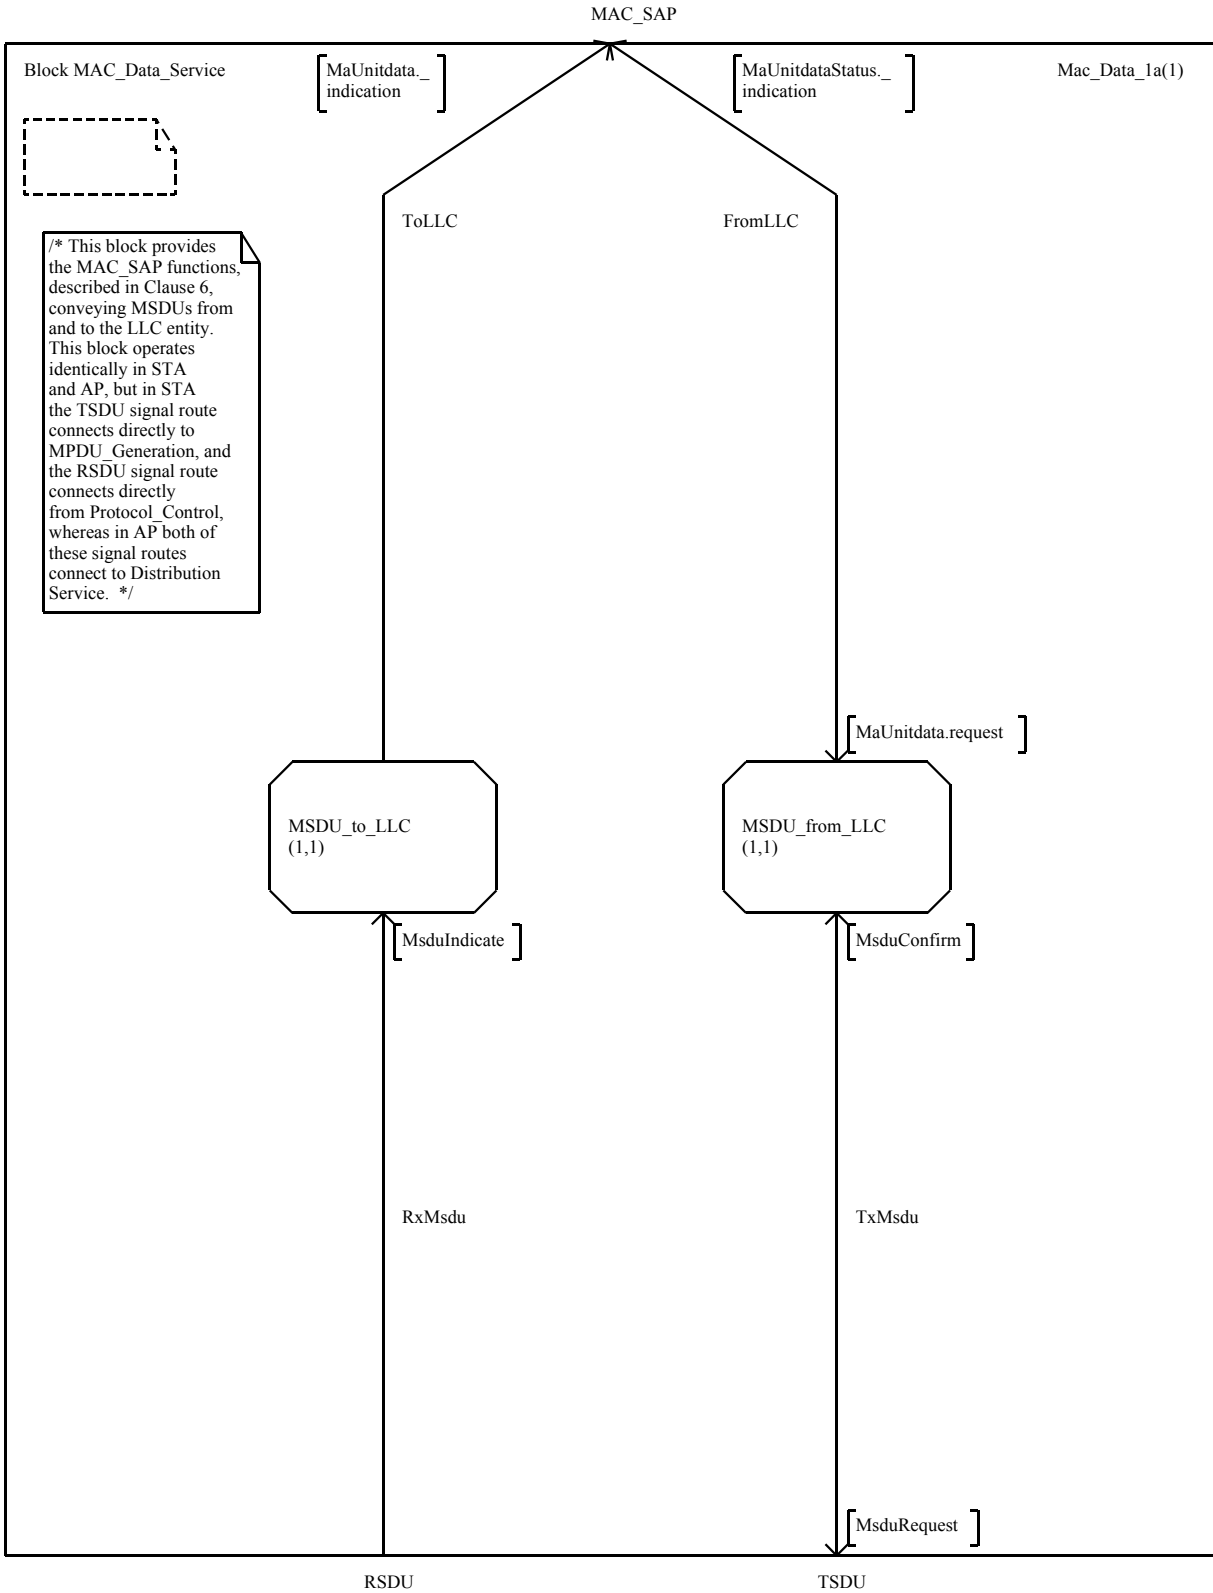 MAC_SAP
Block MAC_Data_Service
MaUnitdata._
indication
MaUnitdataStatus._
indication
Mac_Data_1a(1)
ToLLC
FromLLC
/* This block provides
the MAC_SAP functions,
described in Clause 6,
conveying MSDUs from
and to the LLC entity.
This block operates
identically in STA
and AP, but in STA
the TSDU signal route
connects directly to
MPDU_Generation, and
the RSDU signal route
connects directly
from Protocol_Control,
whereas in AP both of
these signal routes
connect to Distribution
Service.  */
MaUnitdata.request
MSDU_to_LLC
(1,1)
MSDU_from_LLC
(1,1)
MsduIndicate
MsduConfirm
RxMsdu
TxMsdu
MsduRequest
RSDU
TSDU